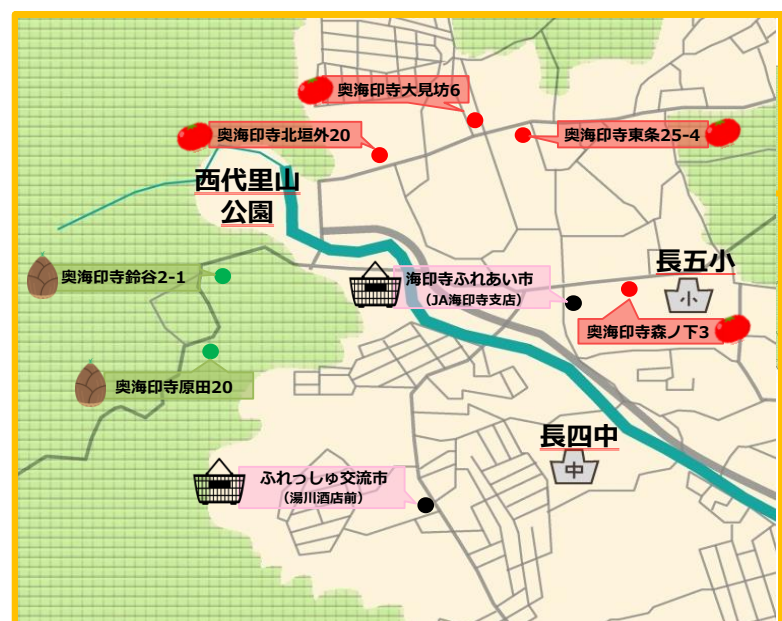 奥海印寺大見坊6
奥海印寺北垣外20
奥海印寺東条25-4
西代里山
公園
長五小
小
奥海印寺鈴谷2-1
海印寺ふれあい市
（JA海印寺支店）
奥海印寺森ノ下3
奥海印寺原田20
長四中
中
ふれっしゅ交流市
（湯川酒店前）